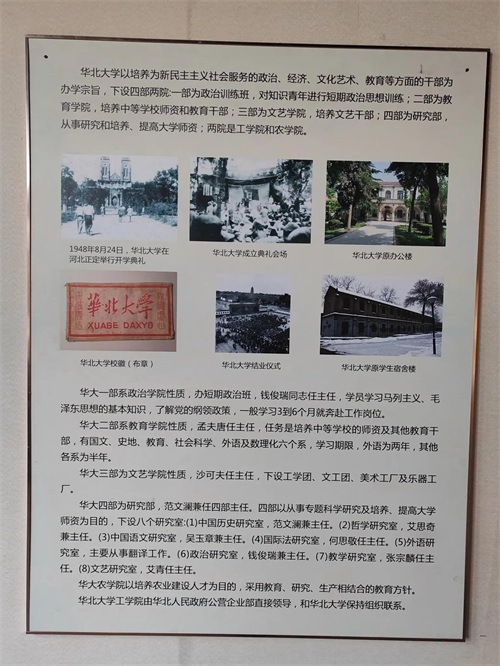 华北大学以培养为新民主主义社会服务的政治、经济、文化艺术、教育等方面的干部为
办学宗旨，下设四部两院:一部为政治训练班，对知识青年进行短期政治思想训练；二部为教
育学院，培养中等学校师资和教育干部；三部为文艺学院，培养文艺干部；四部为研究部，
从事研究和培养、提高大学师资；两院是工学院和农学院。
1948年8月24日，华北大学在
河北正定举行开学典礼
华北大学成立典礼会场
华北大学原办公楼
華北大學
XUABE DAXYO
华北大学校徽（布章）
华北大学结业仪式
华北大学原学生宿舍楼
华大一部系政治学院性质，办短期政治班，钱俊瑞同志任主任，学员学习马列主义、毛
泽东思想的基本知识，了解党的纲领政策，一般学习3到6个月就奔赴工作岗位。
华大二部系教育学院性质，孟夫唐任主任，任务是培养中等学校的师资及其他教育干
部，有国文、史地、教育、社会科学、外语及数理化六个系，学习期限，外语为两年，其他
各系为半年。
华大三部为文艺学院性质，沙可夫任主任，下设工学团、文工团、美术工厂及乐器工
厂。
华大四部为研究部，范文澜兼任四部主任。四部以从事专题科学研究及培养、提高大学
师资为目的，下设八个研究室:(1)中国历史研究室，范文澜兼主任。(2)哲学研究室，艾思奇
兼主任。(3)中国语文研究室，吴玉章兼主任。(4)国际法研究室，何思敬任主任。(5)外语研
究室，主要从事翻译工作。(6)政治研究室，钱俊瑞兼主任。(7)教学研究室，张宗麟任主
任。(8)文艺研究室，艾青任主任。
华大农学院以培养农业建设人才为目的，采用教育、研究、生产相结合的教育方针。
华北大学工学院由华北人民政府公营企业部直接领导，和华北大学保持组织联系。